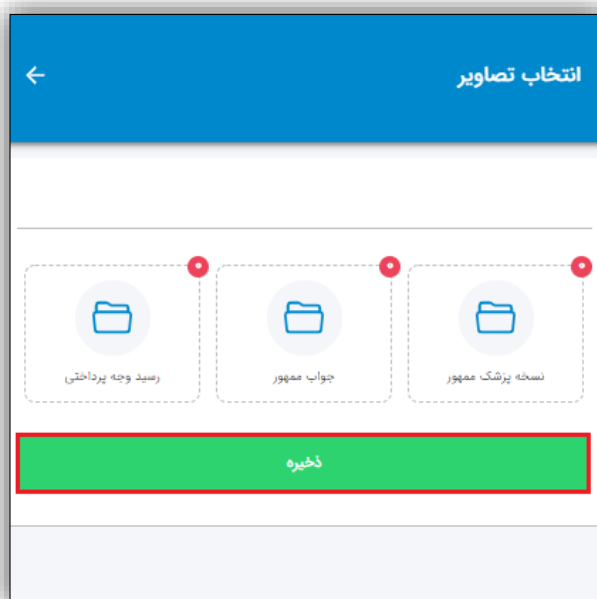 انتخاب تصاویر
نسخه پزشک ممهور
جواب ممهور
رسید وجه پرداختی
ذخیره